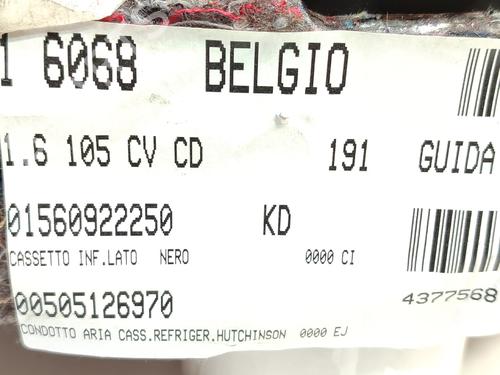 1 6068 BELGIO
1.6 105 CV CD 191 GUIDA
01560922250 KD
CASSETTO INF.LATO NERO 0000 CI
00505126970 4377568
CONDOTTO ARIA CASS.REFRIGER.HUTCHINSON 0000 EJ